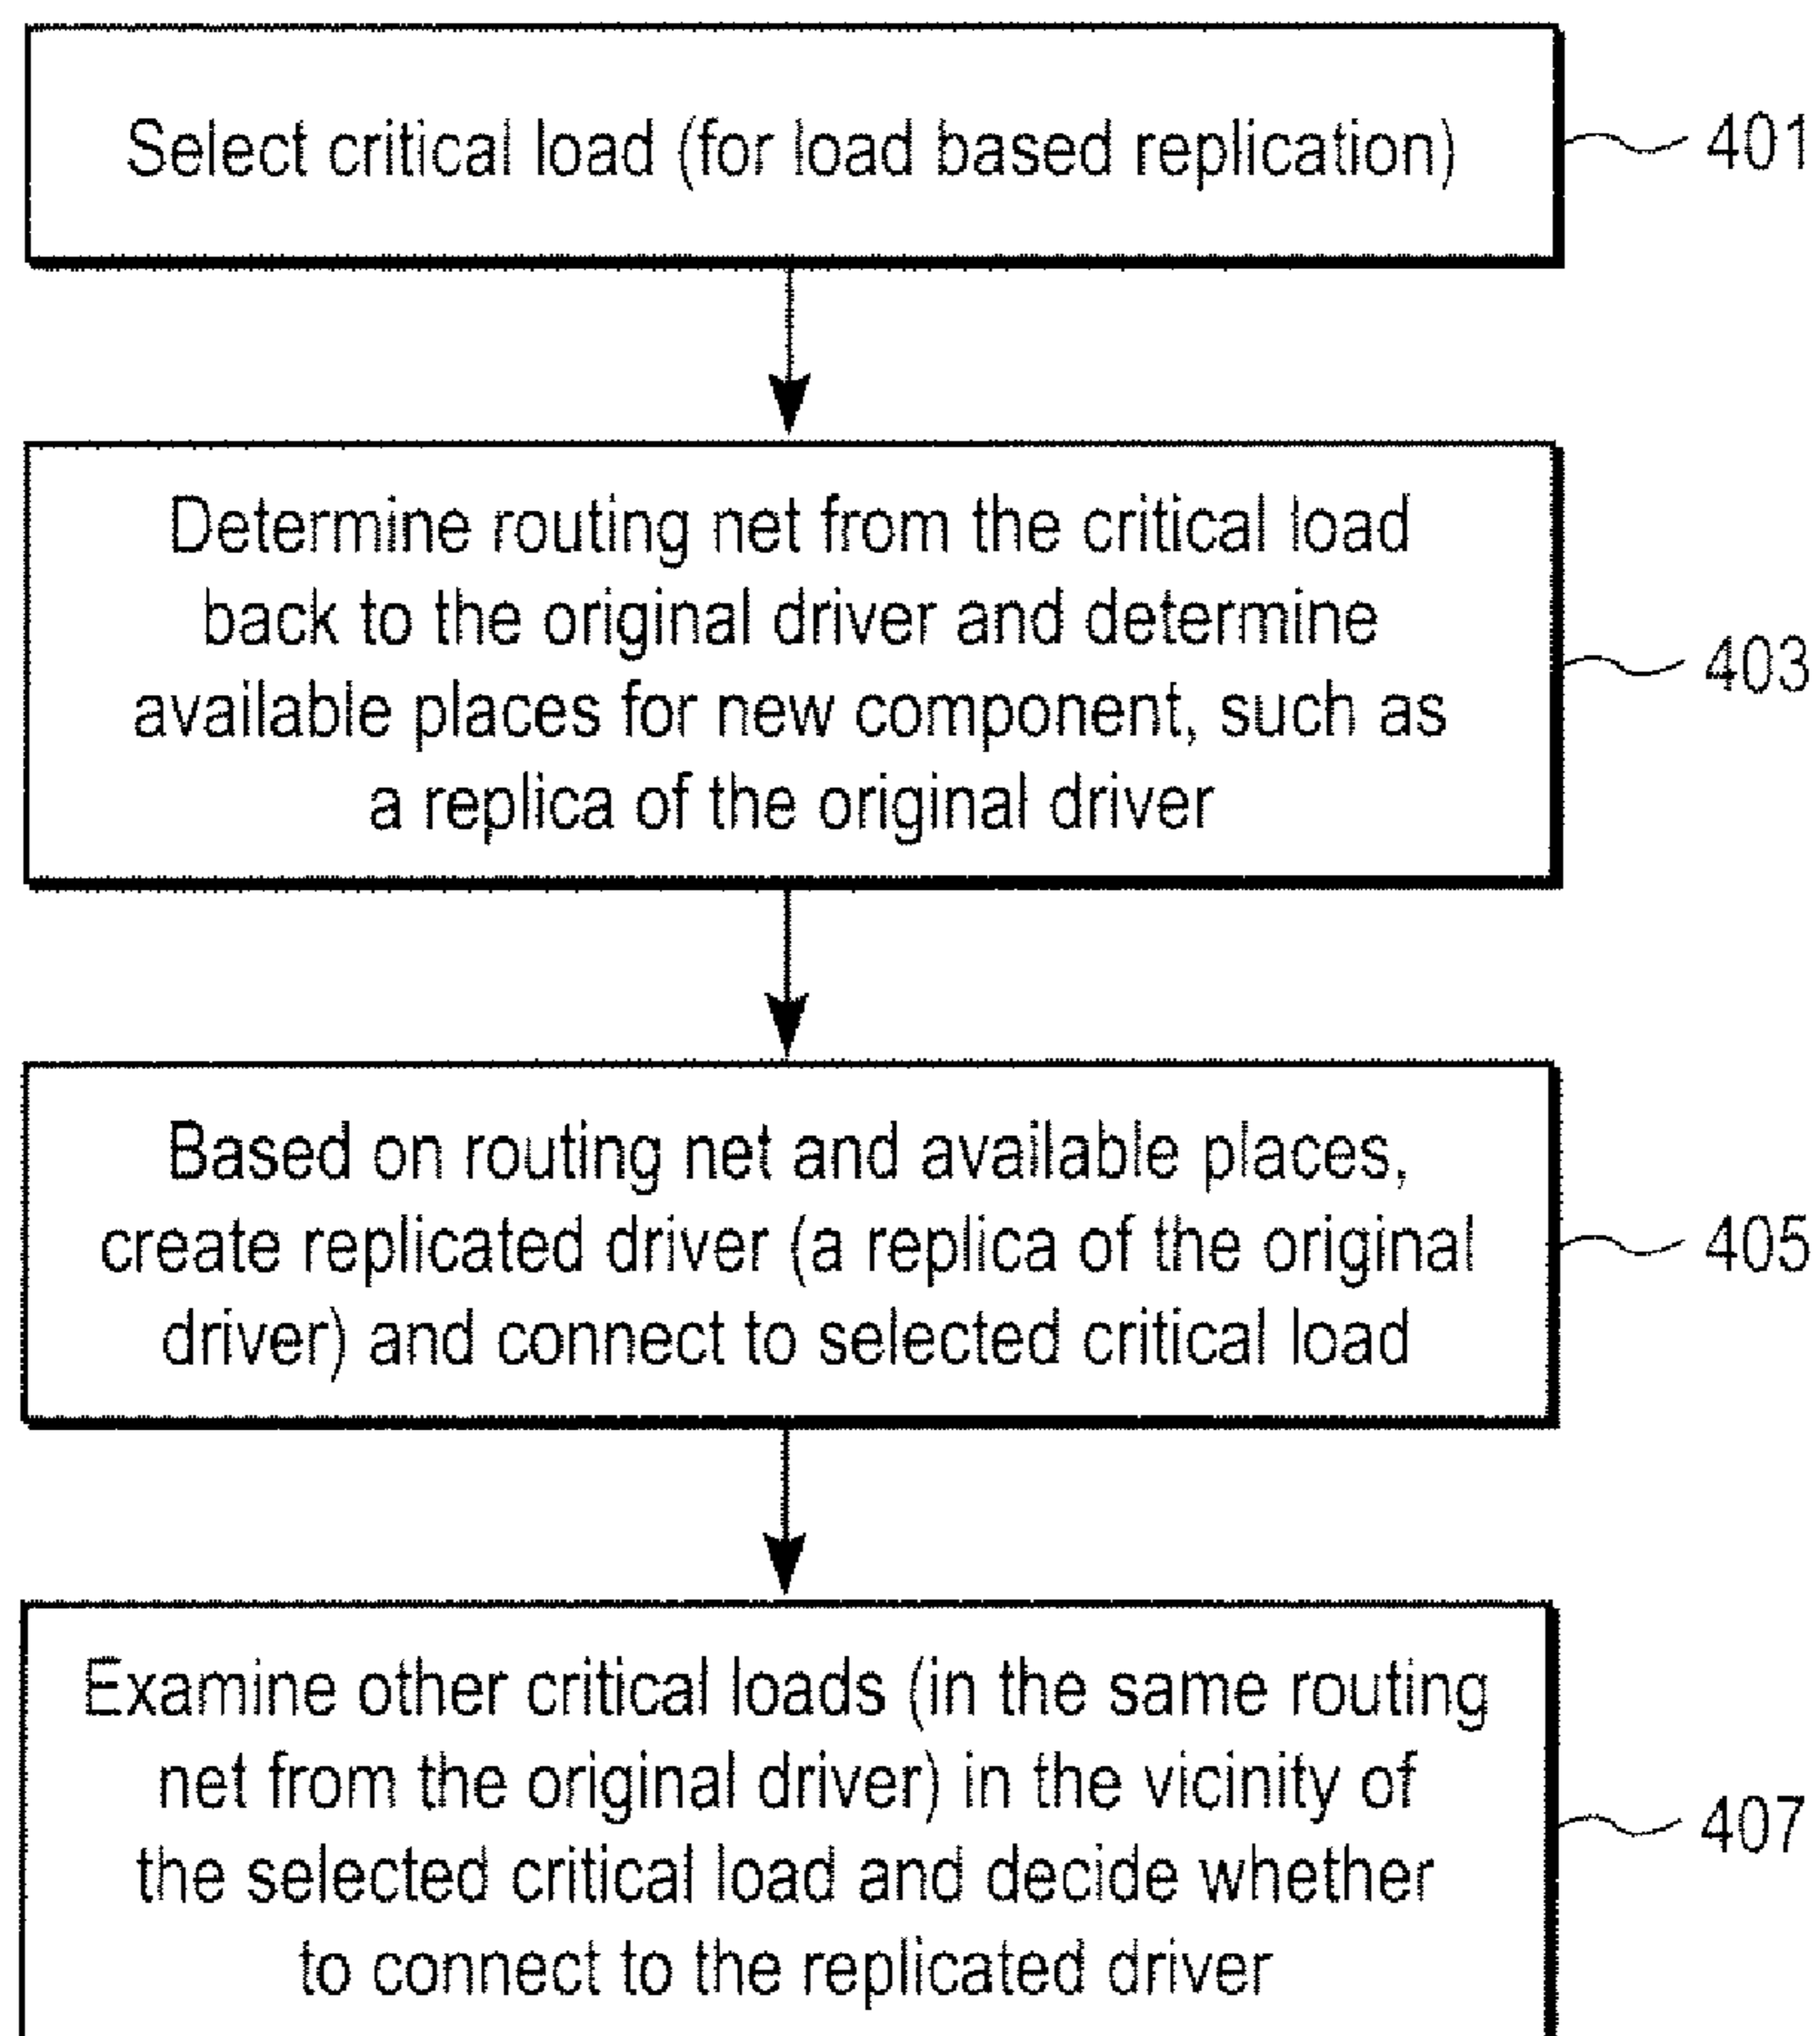 Select critical load (for load based replication)
401
Determine routing net from the critical load
back to the original driver and determine
available places for new component, such as
a replica of the original driver
403
Based on routing net and available places,
create replicated driver (a replica of the original
driver) and connect to selected critical load
405
Examine other critical loads (in the same routing
net from the original driver) in the vicinity of
the selected critical load and decide whether
to connect to the replicated driver
407